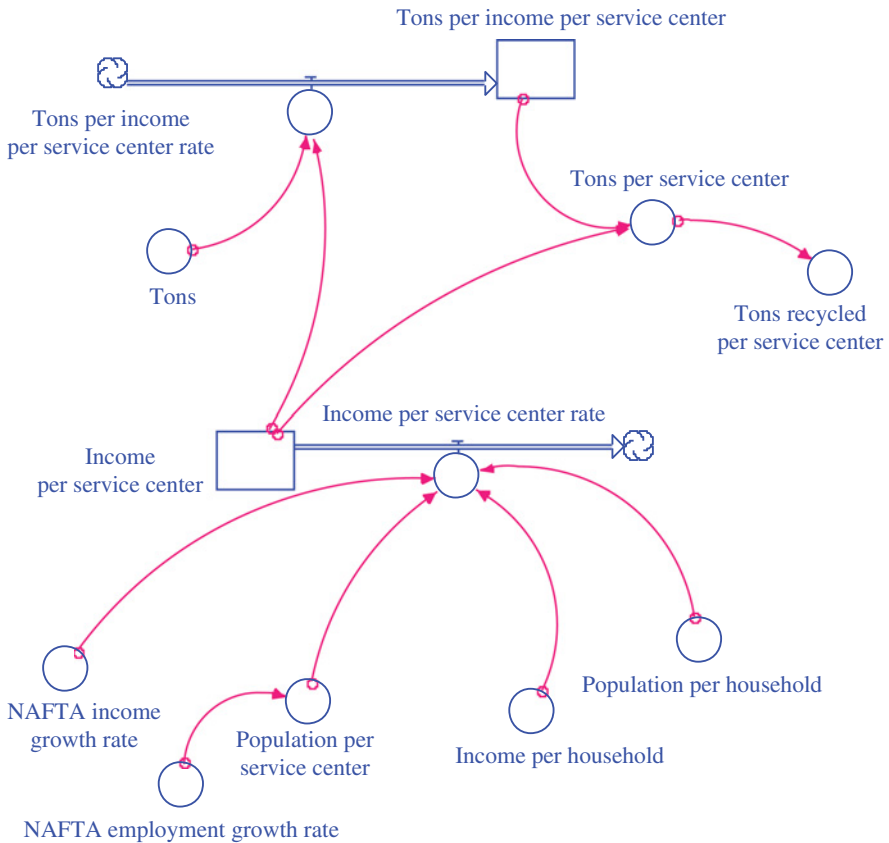 Tons per income per service center
Tons per income
per service center rate
Tons per service center
Tons
Tons recycled
per service center
Income per service center rate
Income
per service center
NAFTA income
growth rate
Population per
service center
Income per household
Population per household
NAFTA employment growth rate